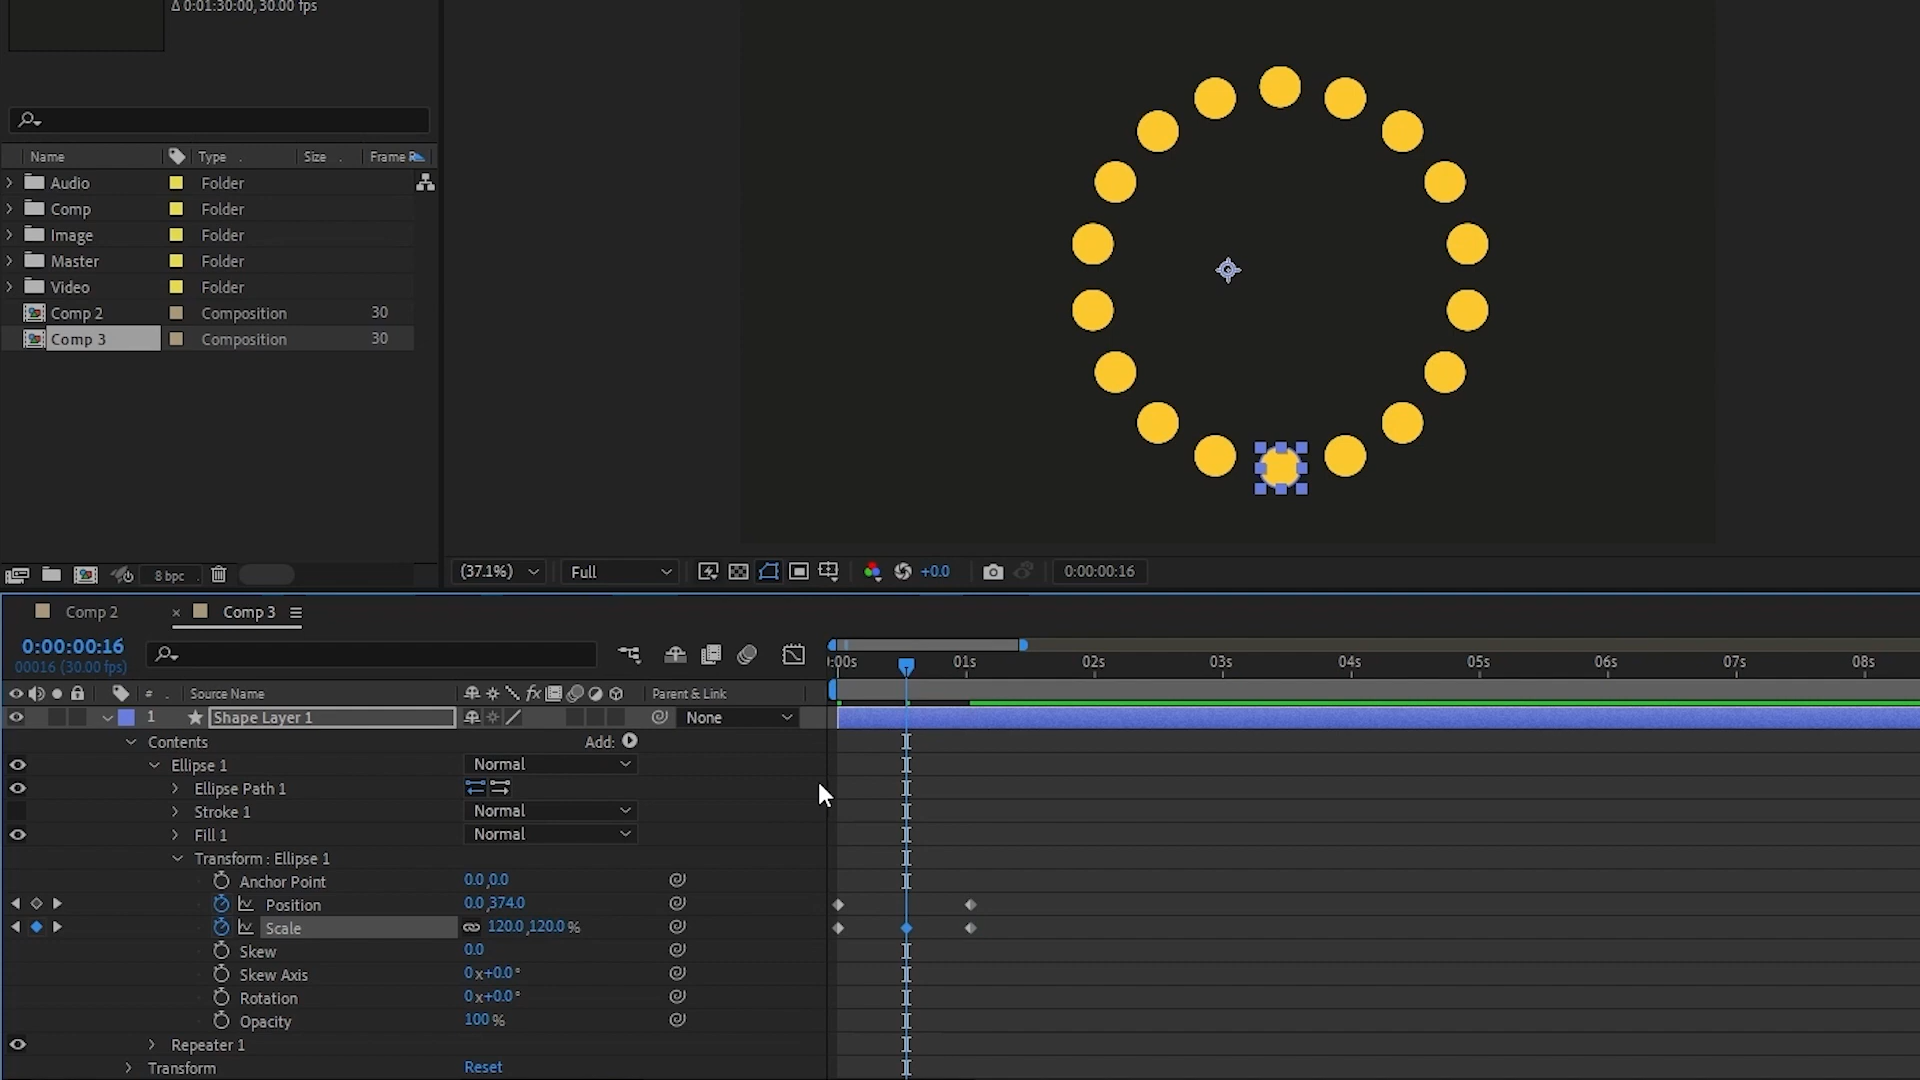 Δ 0:01:30:00, 30.00 fps
Name Type Size Frame R
Audio Folder
Comp Folder
Image Folder
Master Folder
Video Folder
Comp 2 Composition 30
Comp 3 Composition 30
8 bpc
(37.1%) Full +0.0 0:00:00:16
Comp 2 × Comp 3
0:00:00:16
00016 (30.00 fps)
:00s 01s 02s 03s 04s 05s 06s 07s 08s
# Source Name fx Parent & Link
1 Shape Layer 1 None
Contents Add:
Ellipse 1 Normal
Ellipse Path 1
Stroke 1 Normal
Fill 1 Normal
Transform : Ellipse 1
Anchor Point 0.0,0.0
Position 0.0,374.0
Scale 120.0,120.0%
Skew 0.0
Skew Axis 0x+0.0°
Rotation 0x+0.0°
Opacity 100%
Repeater 1
Transform Reset